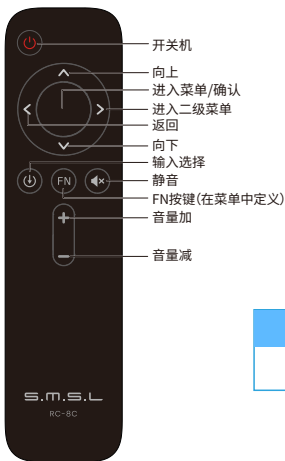 开关机
向上
进入菜单/确认
进入二级菜单
返回
向下
输入选择
静音
FN
FN按键(在菜单中定义)
音量加
音量减
S.M.S.L
RC-8C